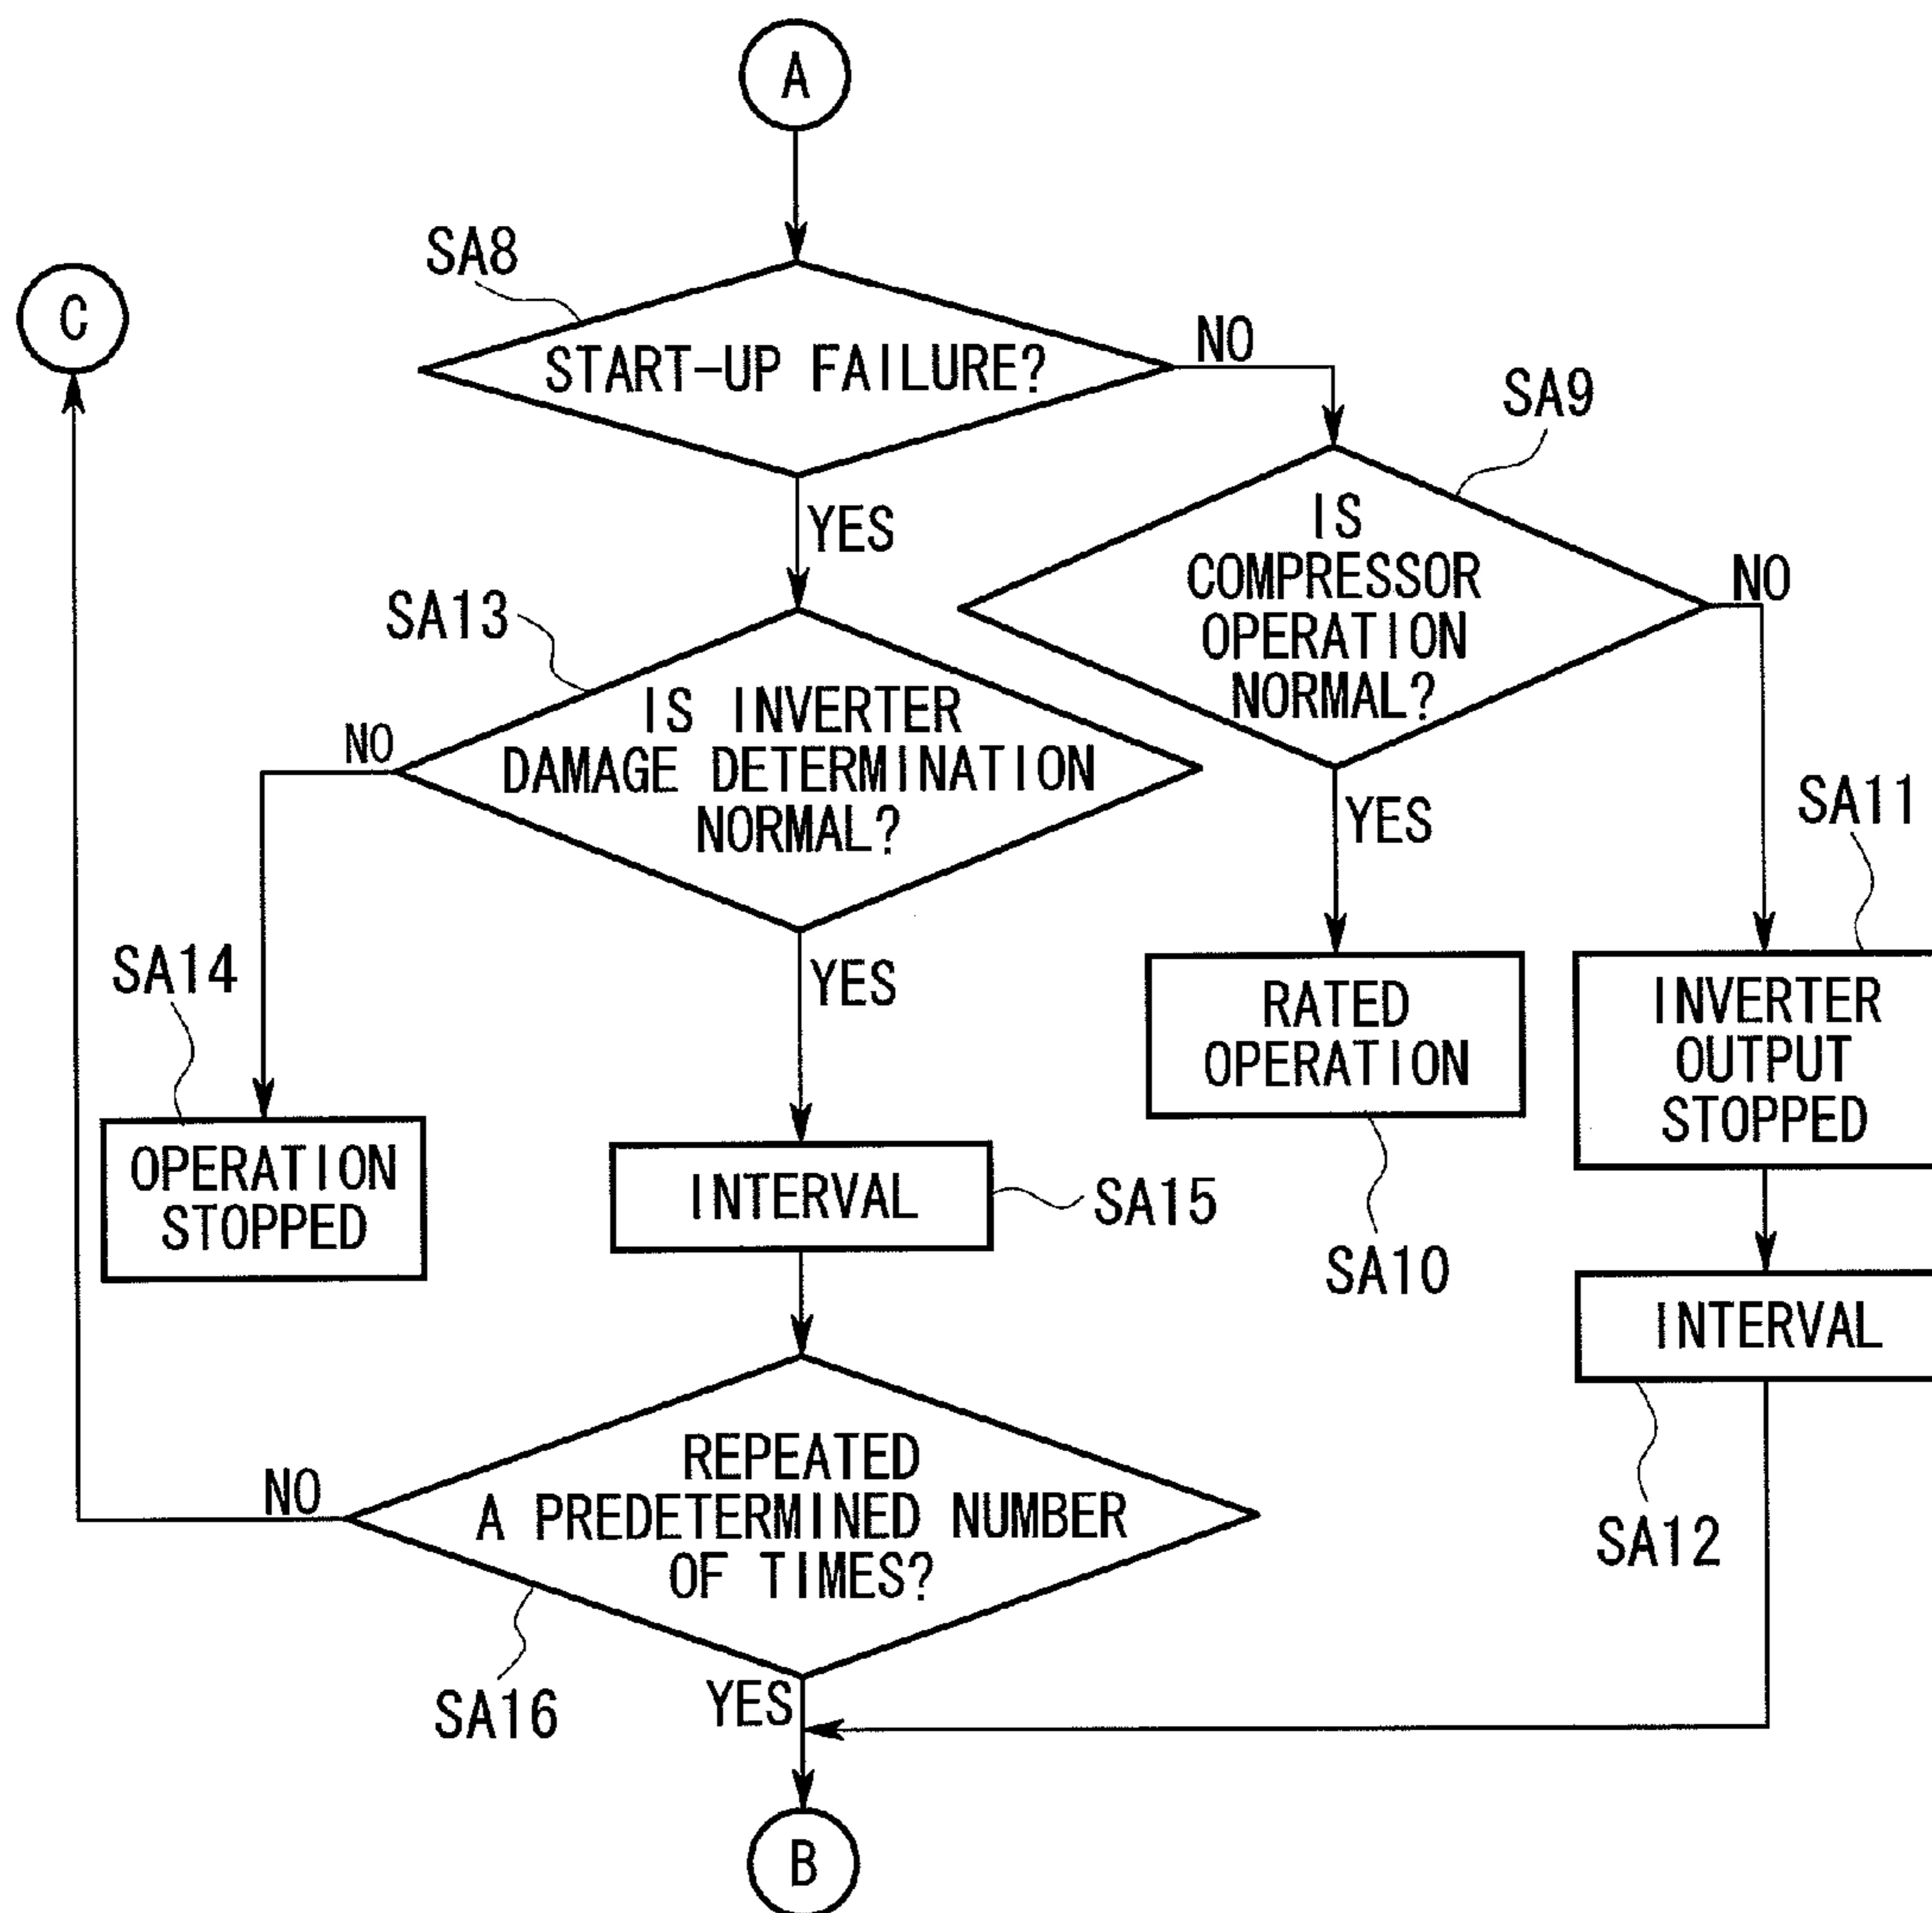 A
SA8
C
START-UP FAILURE?
NO
SA9
YES
IS
COMPRESSOR
OPERATION
NORMAL?
NO
SA13
IS INVERTER
DAMAGE DETERMINATION
NORMAL?
NO
YES
SA11
SA14
YES
RATED
OPERATION
INVERTER
OUTPUT
STOPPED
OPERATION
STOPPED
INTERVAL
SA15
SA10
INTERVAL
REPEATED
A PREDETERMINED NUMBER
OF TIMES?
NO
SA12
SA16
YES
B